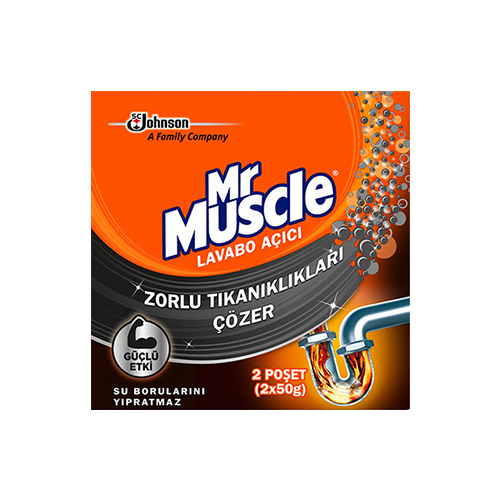 SC Johnson
A Family Company
Mr
Muscle®
LAVABO AÇICI
ZORLU TIKANIKLIKLARI
ÇÖZER
GÜÇLÜ
ETKİ
2 POŞET
(2x50g)
SU BORULARINI
YIPRATMAZ